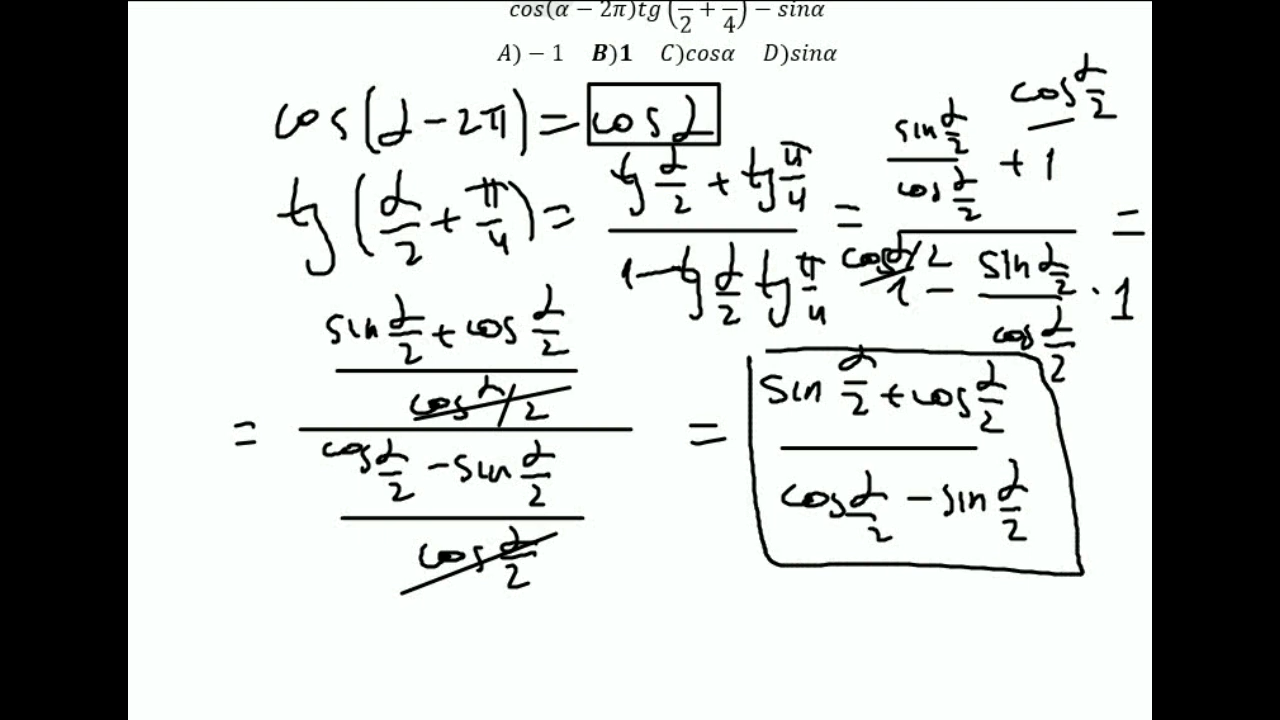 cos(α − 2π)tg (α/2 + π/4) − sinα
A) − 1 B)1 C)cosα D)sinα
cos(α − 2π) = cos α
tg (α/2 + π/4) = (tg α/2 + tg π/4) / (1 − tg α/2 tg π/4) = (sin α/2 / cos α/2 + 1 cos α/2) / (cos α/2 1 − sin α/2 / cos α/2 · 1) =
= ((sin α/2 + cos α/2) / cos α/2) / ((cos α/2 − sin α/2) / cos α/2) = (sin α/2 + cos α/2) / (cos α/2 − sin α/2)